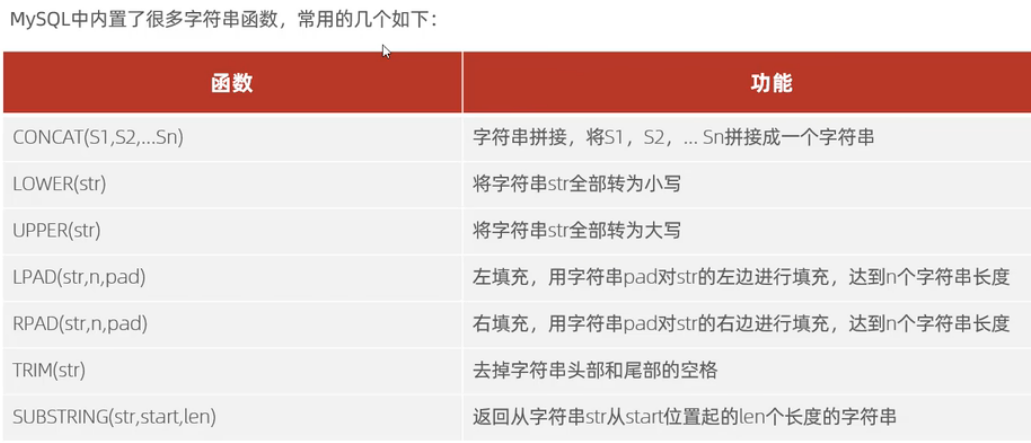 MySQL中内置了很多字符串函数，常用的几个如下：
函数 功能
CONCAT(S1,S2,...Sn) 字符串拼接，将S1，S2，... Sn拼接成一个字符串
LOWER(str) 将字符串str全部转为小写
UPPER(str) 将字符串str全部转为大写
LPAD(str,n,pad) 左填充，用字符串pad对str的左边进行填充，达到n个字符串长度
RPAD(str,n,pad) 右填充，用字符串pad对str的右边进行填充，达到n个字符串长度
TRIM(str) 去掉字符串头部和尾部的空格
SUBSTRING(str,start,len) 返回从字符串str从start位置起的len个长度的字符串